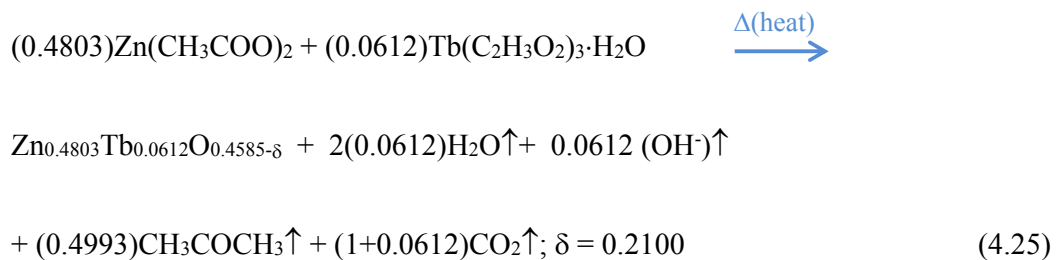 Δ(heat)
(0.4803)Zn(CH₃COO)₂ + (0.0612)Tb(C₂H₃O₂)₃·H₂O
Zn₀.₄₈₀₃Tb₀.₀₆₁₂O₀.₄₅₈₅₋δ + 2(0.0612)H₂O↑+ 0.0612 (OH⁻)↑
+ (0.4993)CH₃COCH₃↑ + (1+0.0612)CO₂↑; δ = 0.2100 (4.25)